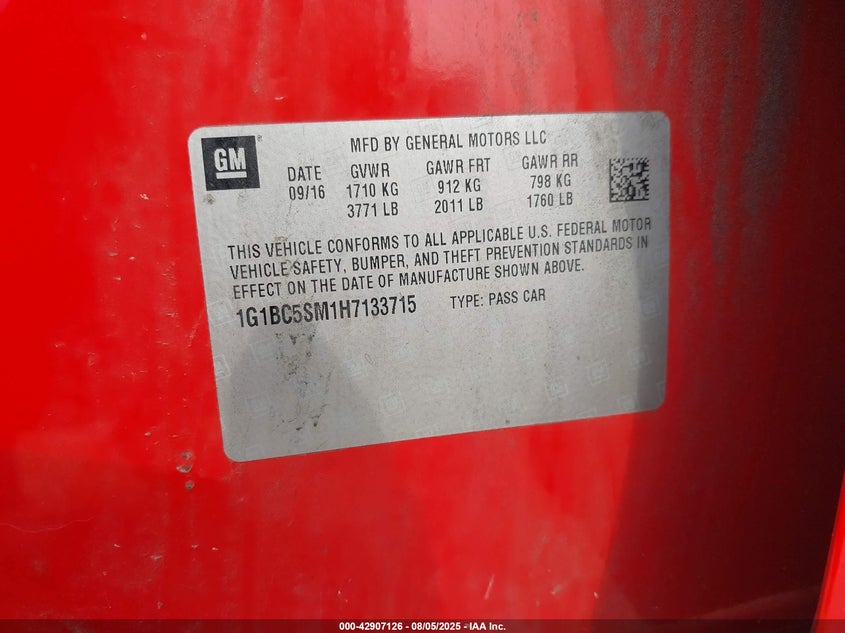 GM
MFD BY GENERAL MOTORS LLC
DATE GVWR GAWR FRT GAWR RR
09/16 1710 KG 912 KG 798 KG
3771 LB 2011 LB 1760 LB
THIS VEHICLE CONFORMS TO ALL APPLICABLE U.S. FEDERAL MOTOR
VEHICLE SAFETY, BUMPER, AND THEFT PREVENTION STANDARDS IN
EFFECT ON THE DATE OF MANUFACTURE SHOWN ABOVE.
1G1BC5SM1H7133715 TYPE: PASS CAR
000-42907126 - 08/05/2025 - IAA Inc.